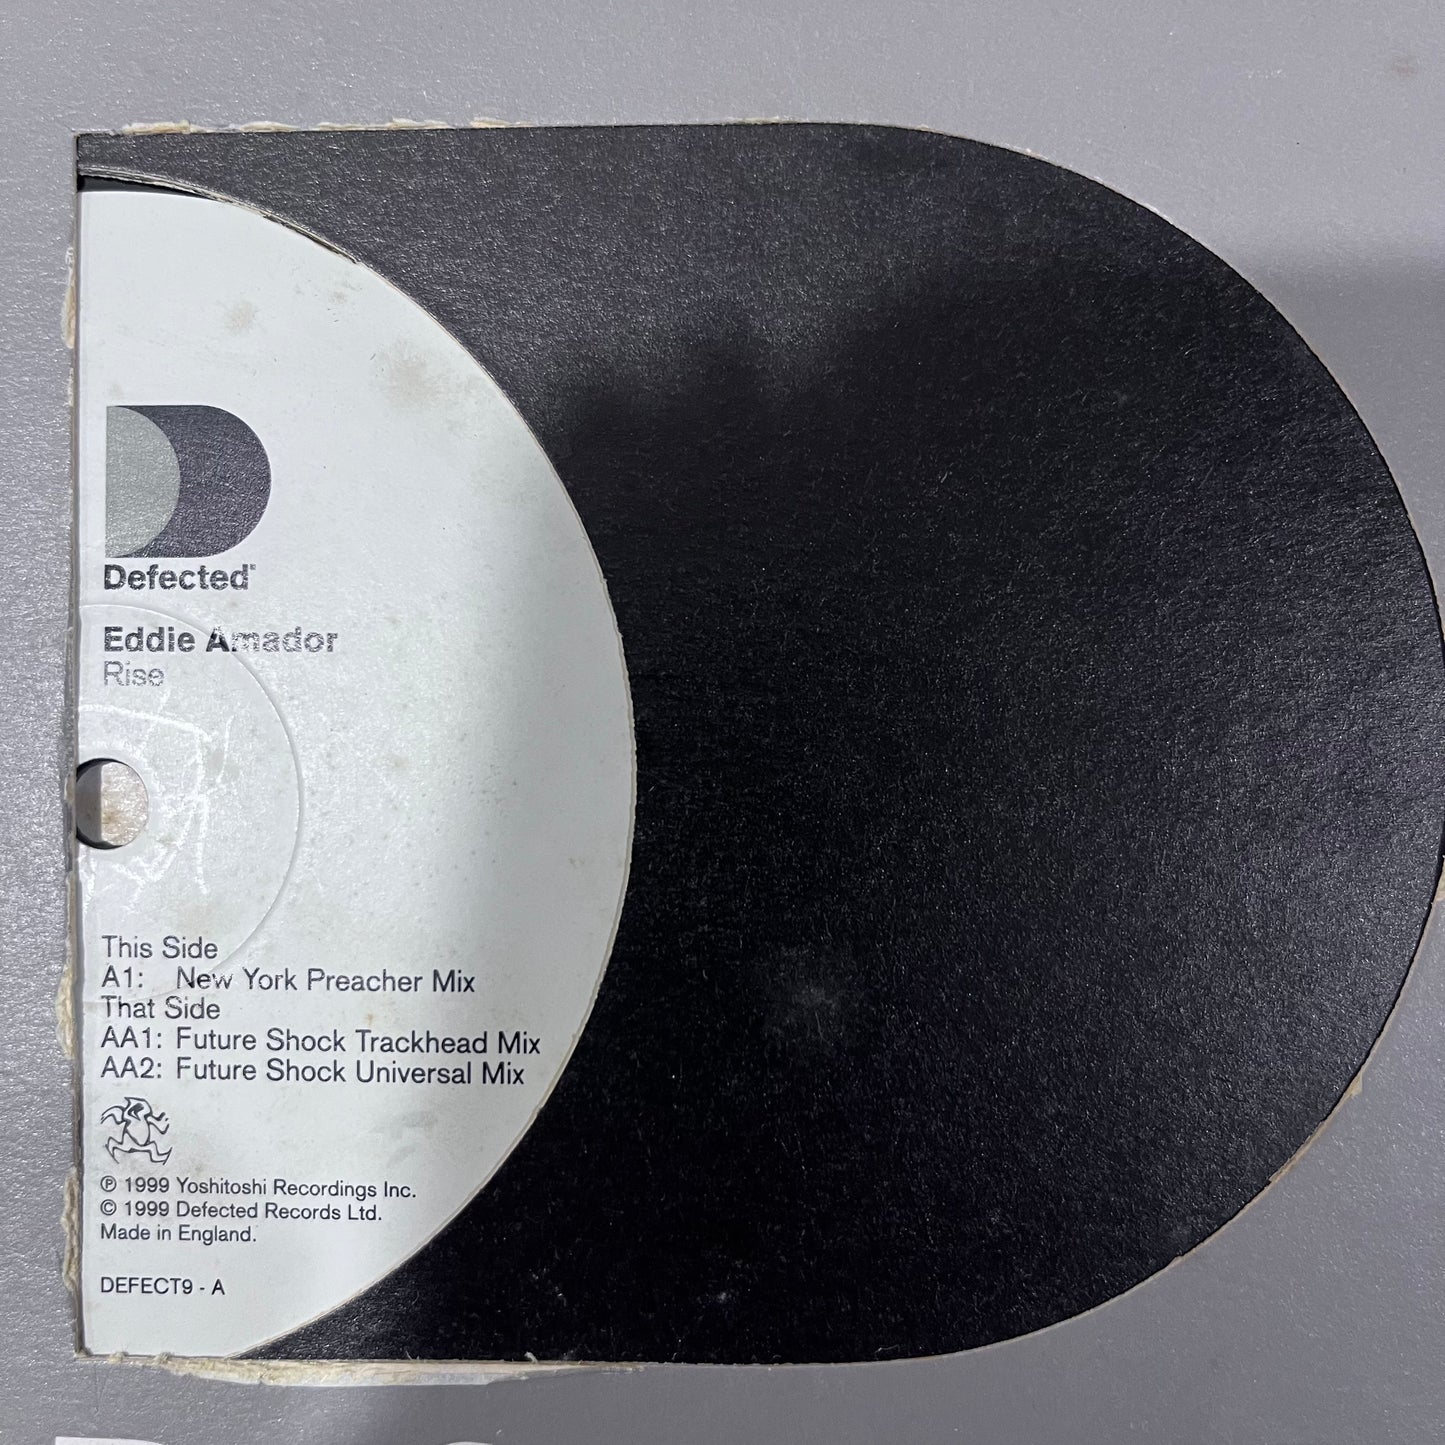 Defected
Eddie Amador
Rise
This Side
A1: New York Preacher Mix
That Side
AA1: Future Shock Trackhead Mix
AA2: Future Shock Universal Mix
℗ 1999 Yoshitoshi Recordings Inc.
© 1999 Defected Records Ltd.
Made in England.
DEFECT9 - A